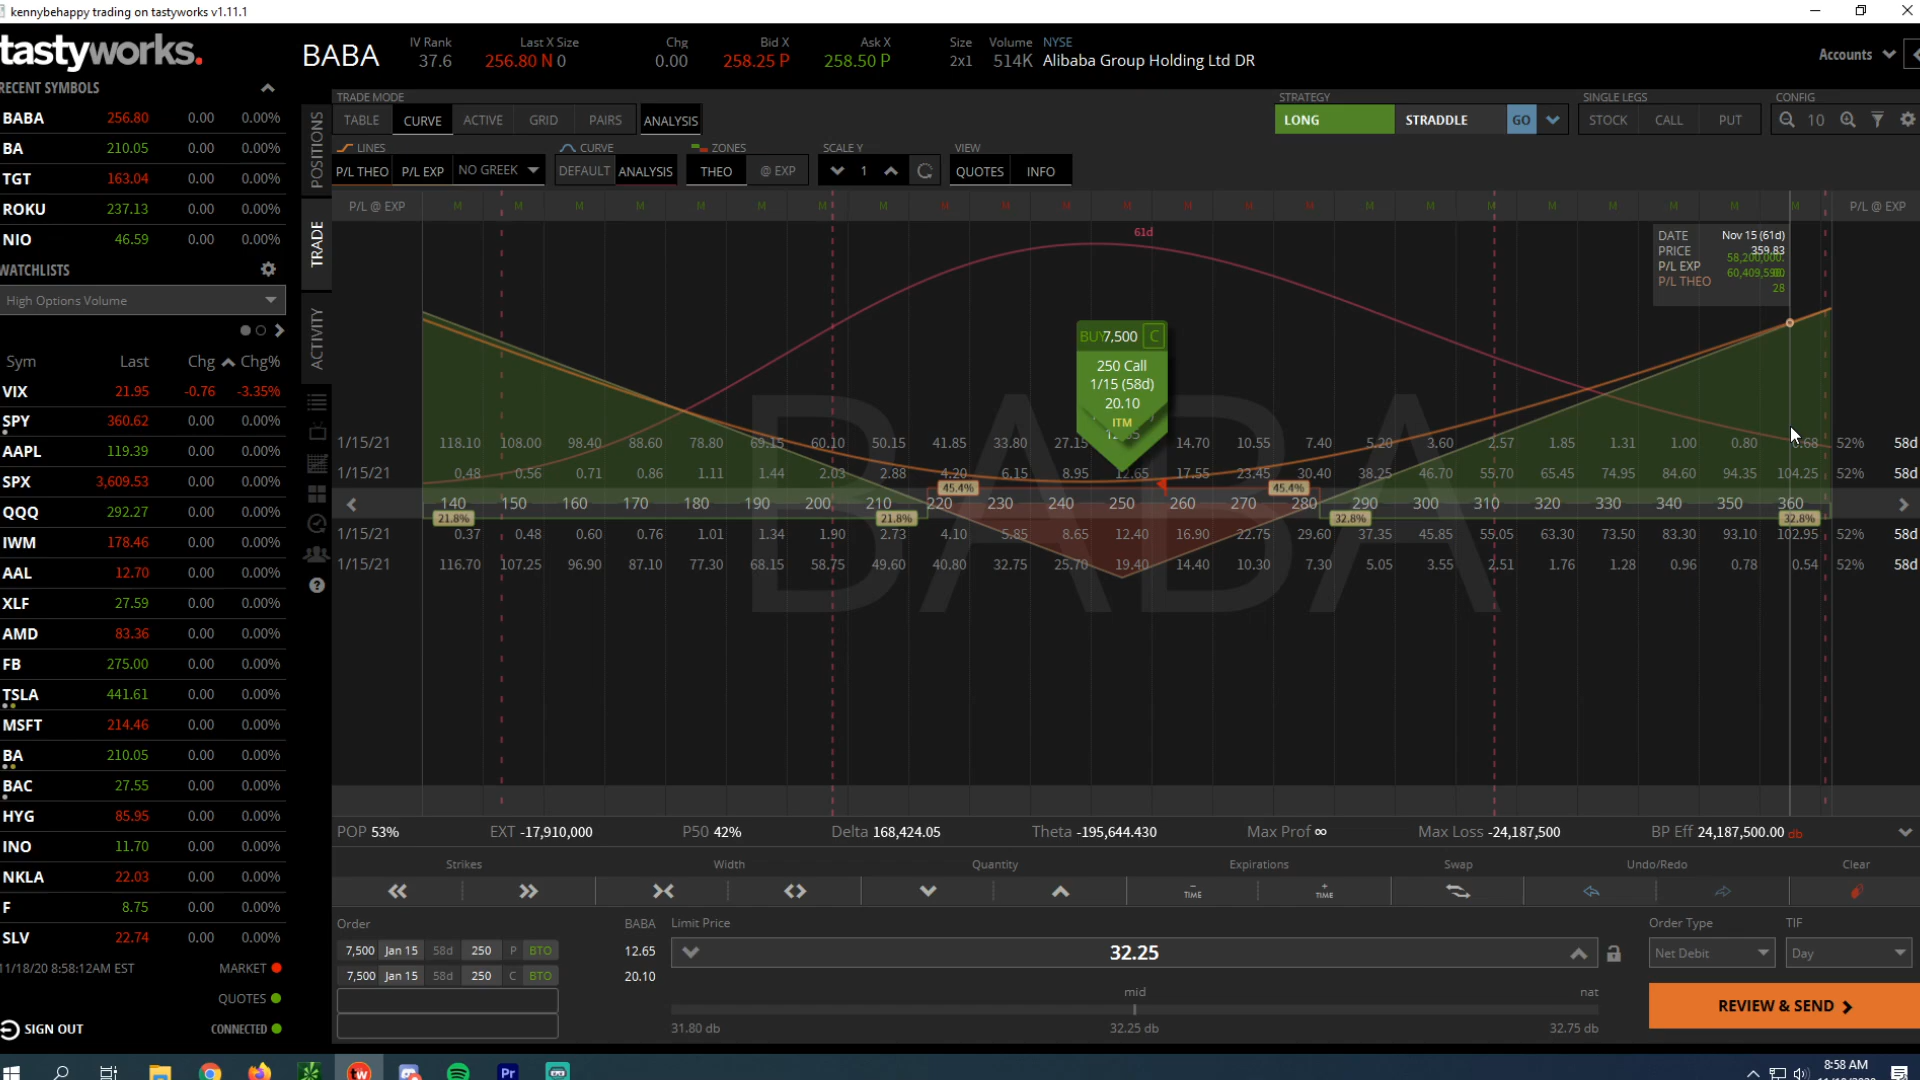 kennybehappy trading on tastyworks v1.11.1
tastyworks.
BABA
IV Rank
37.6
Last X Size
256.80 N 0
Chg
0.00
Bid X
258.25 P
Ask X
258.50 P
Size
2x1
Volume
514K
NYSE
Alibaba Group Holding Ltd DR
Accounts
RECENT SYMBOLS
BABA 256.80 0.00 0.00%
BA 210.05 0.00 0.00%
TGT 163.04 0.00 0.00%
ROKU 237.13 0.00 0.00%
NIO 46.59 0.00 0.00%
WATCHLISTS
High Options Volume
Sym Last Chg Chg%
VIX 21.95 -0.76 -3.35%
SPY 360.62 0.00 0.00%
AAPL 119.39 0.00 0.00%
SPX 3,609.53 0.00 0.00%
QQQ 292.27 0.00 0.00%
IWM 178.46 0.00 0.00%
AAL 12.70 0.00 0.00%
XLF 27.59 0.00 0.00%
AMD 83.36 0.00 0.00%
FB 275.00 0.00 0.00%
TSLA 441.61 0.00 0.00%
MSFT 214.46 0.00 0.00%
BA 210.05 0.00 0.00%
BAC 27.55 0.00 0.00%
HYG 85.95 0.00 0.00%
INO 11.70 0.00 0.00%
NKLA 22.03 0.00 0.00%
F 8.75 0.00 0.00%
SLV 22.74 0.00 0.00%
1/18/20 8:58:12AM EST MARKET
QUOTES
SIGN OUT CONNECTED
POSITIONS
TRADE
ACTIVITY
TRADE MODE
TABLE CURVE ACTIVE GRID PAIRS ANALYSIS
STRATEGY
LONG STRADDLE GO
SINGLE LEGS
STOCK CALL PUT
CONFIG
10
LINES
P/L THEO P/L EXP NO GREEK
CURVE
DEFAULT ANALYSIS
ZONES
THEO @ EXP
SCALE Y
1
VIEW
QUOTES INFO
P/L @ EXP M M M M M M M M M M M M M M M M M M M M M M M P/L @ EXP
61d
DATE Nov 15 (61d)
PRICE 359.83
P/L EXP 58,200,000.
P/L THEO 60,409,590.
28
BUY 7,500 C
250 Call
1/15 (58d)
20.10
ITM
1/15/21 118.10 108.00 98.40 88.60 78.80 69.15 60.10 50.15 41.85 33.80 27.15 14.70 10.55 7.40 5.20 3.60 2.57 1.85 1.31 1.00 0.80 0.68 52% 58d
1/15/21 0.48 0.56 0.71 0.86 1.11 1.44 2.03 2.88 4.20 6.15 8.95 12.65 17.55 23.45 30.40 38.25 46.70 55.70 65.45 74.95 84.60 94.35 104.25 52% 58d
45.4% 45.4%
140 150 160 170 180 190 200 210 220 230 240 250 260 270 280 290 300 310 320 330 340 350 360
21.8% 21.8% 32.8% 32.8%
1/15/21 0.37 0.48 0.60 0.76 1.01 1.34 1.90 2.73 4.10 5.85 8.65 12.40 16.90 22.75 29.60 37.35 45.85 55.05 63.30 73.50 83.30 93.10 102.95 52% 58d
1/15/21 116.70 107.25 96.90 87.10 77.30 68.15 58.75 49.60 40.80 32.75 25.70 19.40 14.40 10.30 7.30 5.05 3.55 2.51 1.76 1.28 0.96 0.78 0.54 52% 58d
BABA
POP 53% EXT -17,910,000 P50 42% Delta 168,424.05 Theta -195,644.430 Max Prof ∞ Max Loss -24,187,500 BP Eff 24,187,500.00 db
Strikes Width Quantity Expirations Swap Undo/Redo Clear
TIME TIME
Order BABA Limit Price
7,500 Jan 15 58d 250 P BTO 12.65
7,500 Jan 15 58d 250 C BTO 20.10
32.25
mid nat
31.80 db 32.25 db 32.75 db
Order Type TIF
Net Debit Day
REVIEW & SEND
tw
Pr
8:58 AM